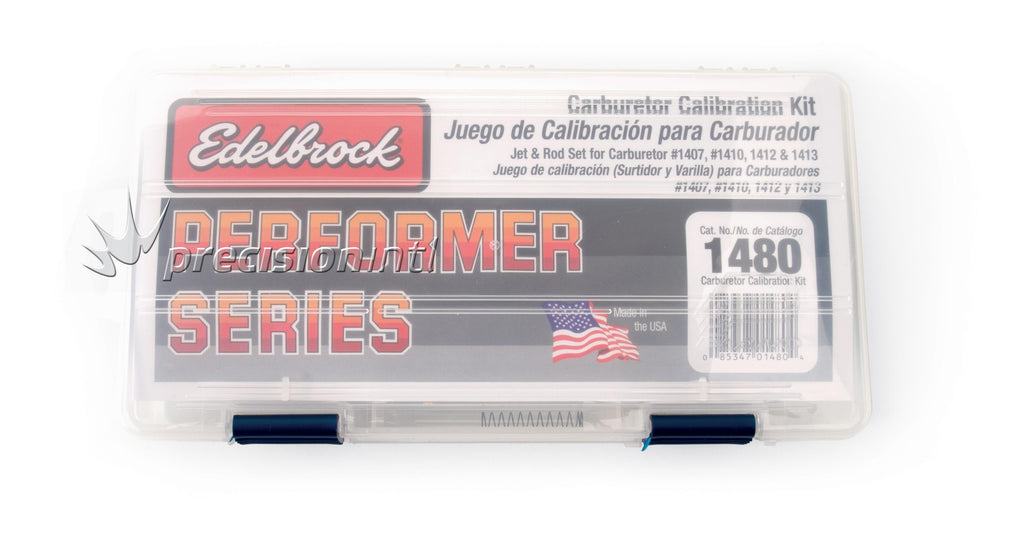 Edelbrock
Carburetor Calibration Kit
Juego de Calibración para Carburador
Jet & Rod Set for Carburetor #1407, #1410, 1412 & 1413
Juego de calibración (Surtidor y Varilla) para Carburadores
#1407, #1410, 1412 y 1413
PERFORMER®
SERIES
precision.intl
Made in
the USA
Cat. No./No. de Catálogo
1480
Carburetor Calibration Kit
0 85347 01480 4